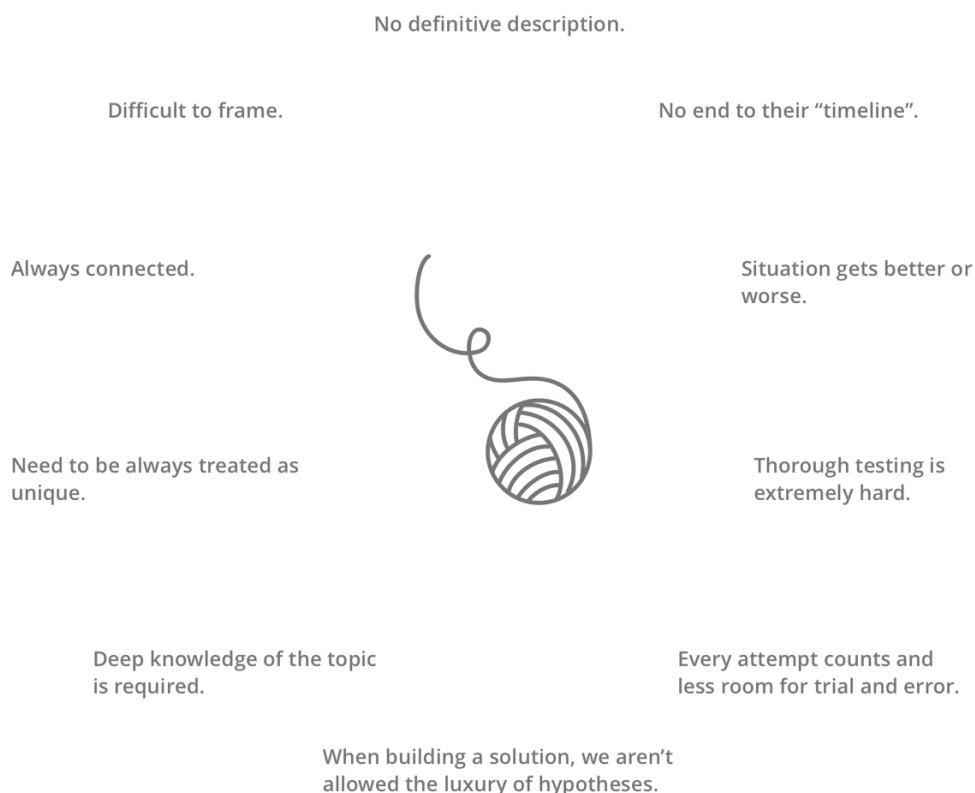 No definitive description.
Difficult to frame.
No end to their “timeline”.
Always connected.
Situation gets better or
worse.
Need to be always treated as
unique.
Thorough testing is
extremely hard.
Deep knowledge of the topic
is required.
Every attempt counts and
less room for trial and error.
When building a solution, we aren’t
allowed the luxury of hypotheses.